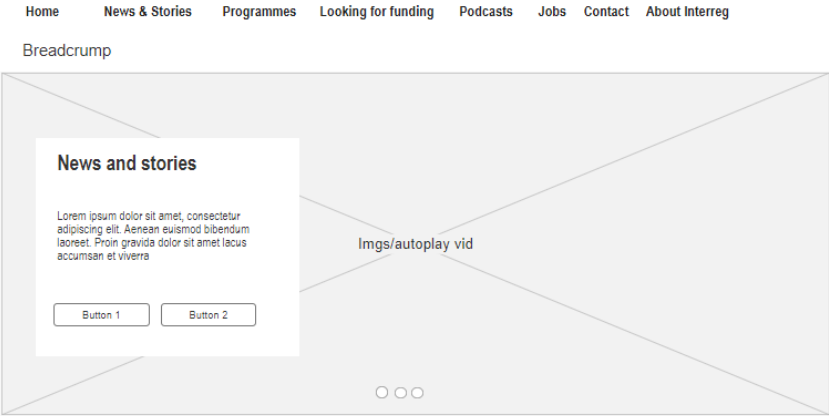 Home News & Stories Programmes Looking for funding Podcasts Jobs Contact About Interreg
Breadcrump
News and stories
Lorem ipsum dolor sit amet, consectetur
adipiscing elit. Aenean euismod bibendum
laoreet. Proin gravida dolor sit amet lacus
accumsan et viverra
Imgs/autoplay vid
Button 1 Button 2